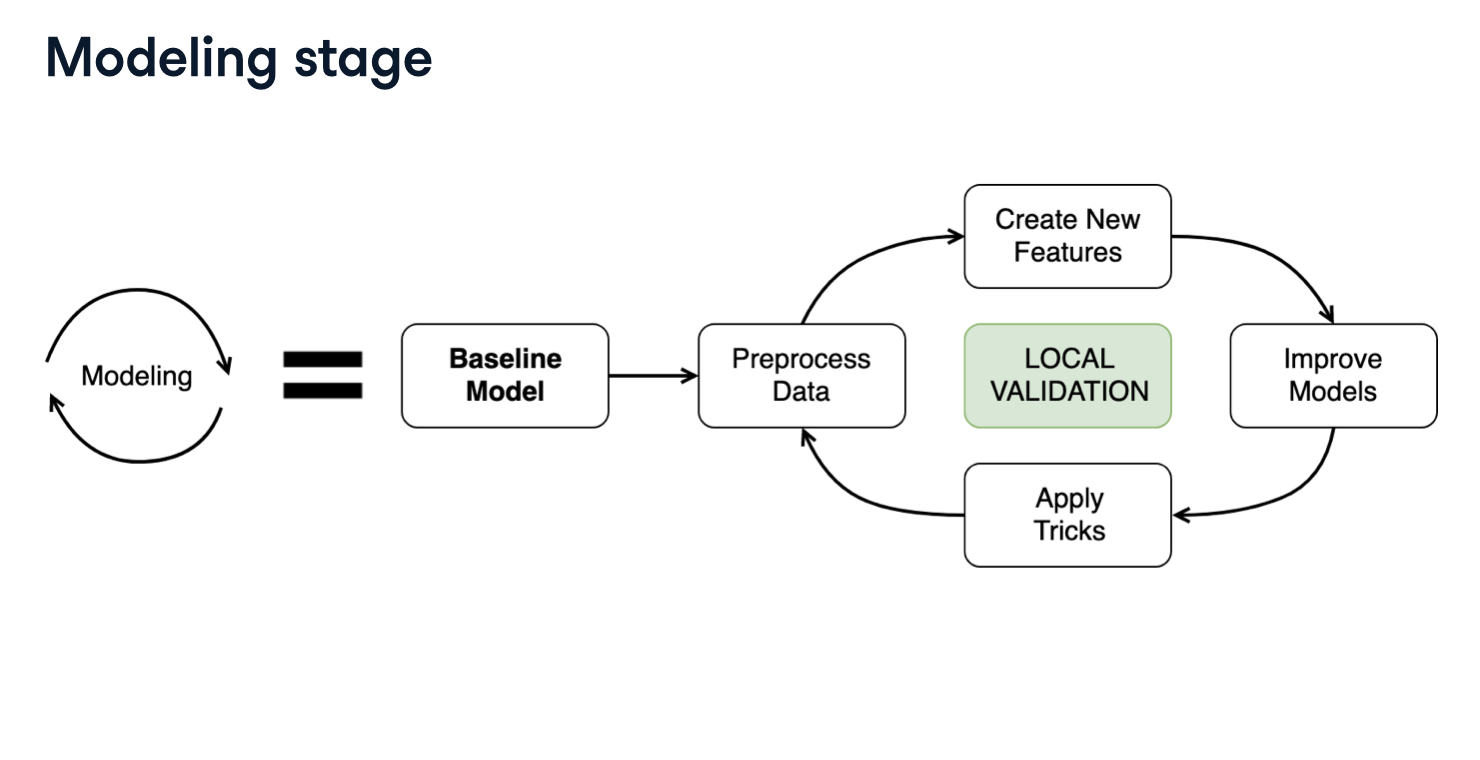 Modeling stage
Modeling
Baseline
Model
Preprocess
Data
Create New
Features
LOCAL
VALIDATION
Improve
Models
Apply
Tricks